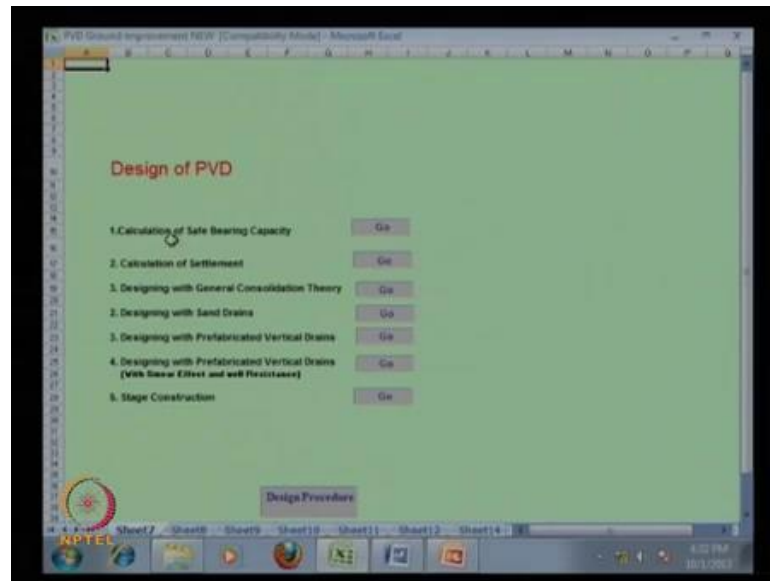 PVD Ground Improvement NEW [Compatibility Mode] - Microsoft Excel
Design of PVD
1.Calculation of Safe Bearing Capacity Go
2. Calculation of Settlement Go
3. Designing with General Consolidation Theory Go
2. Designing with Sand Drains Go
3. Designing with Prefabricated Vertical Drains Go
4. Designing with Prefabricated Vertical Drains Go
(With Smear Effect and well Resistance)
5. Stage Construction Go
Design Procedure
Sheet7 Sheet8 Sheet9 Sheet10 Sheet11 Sheet12 Sheet14
NPTEL
10/1/2013